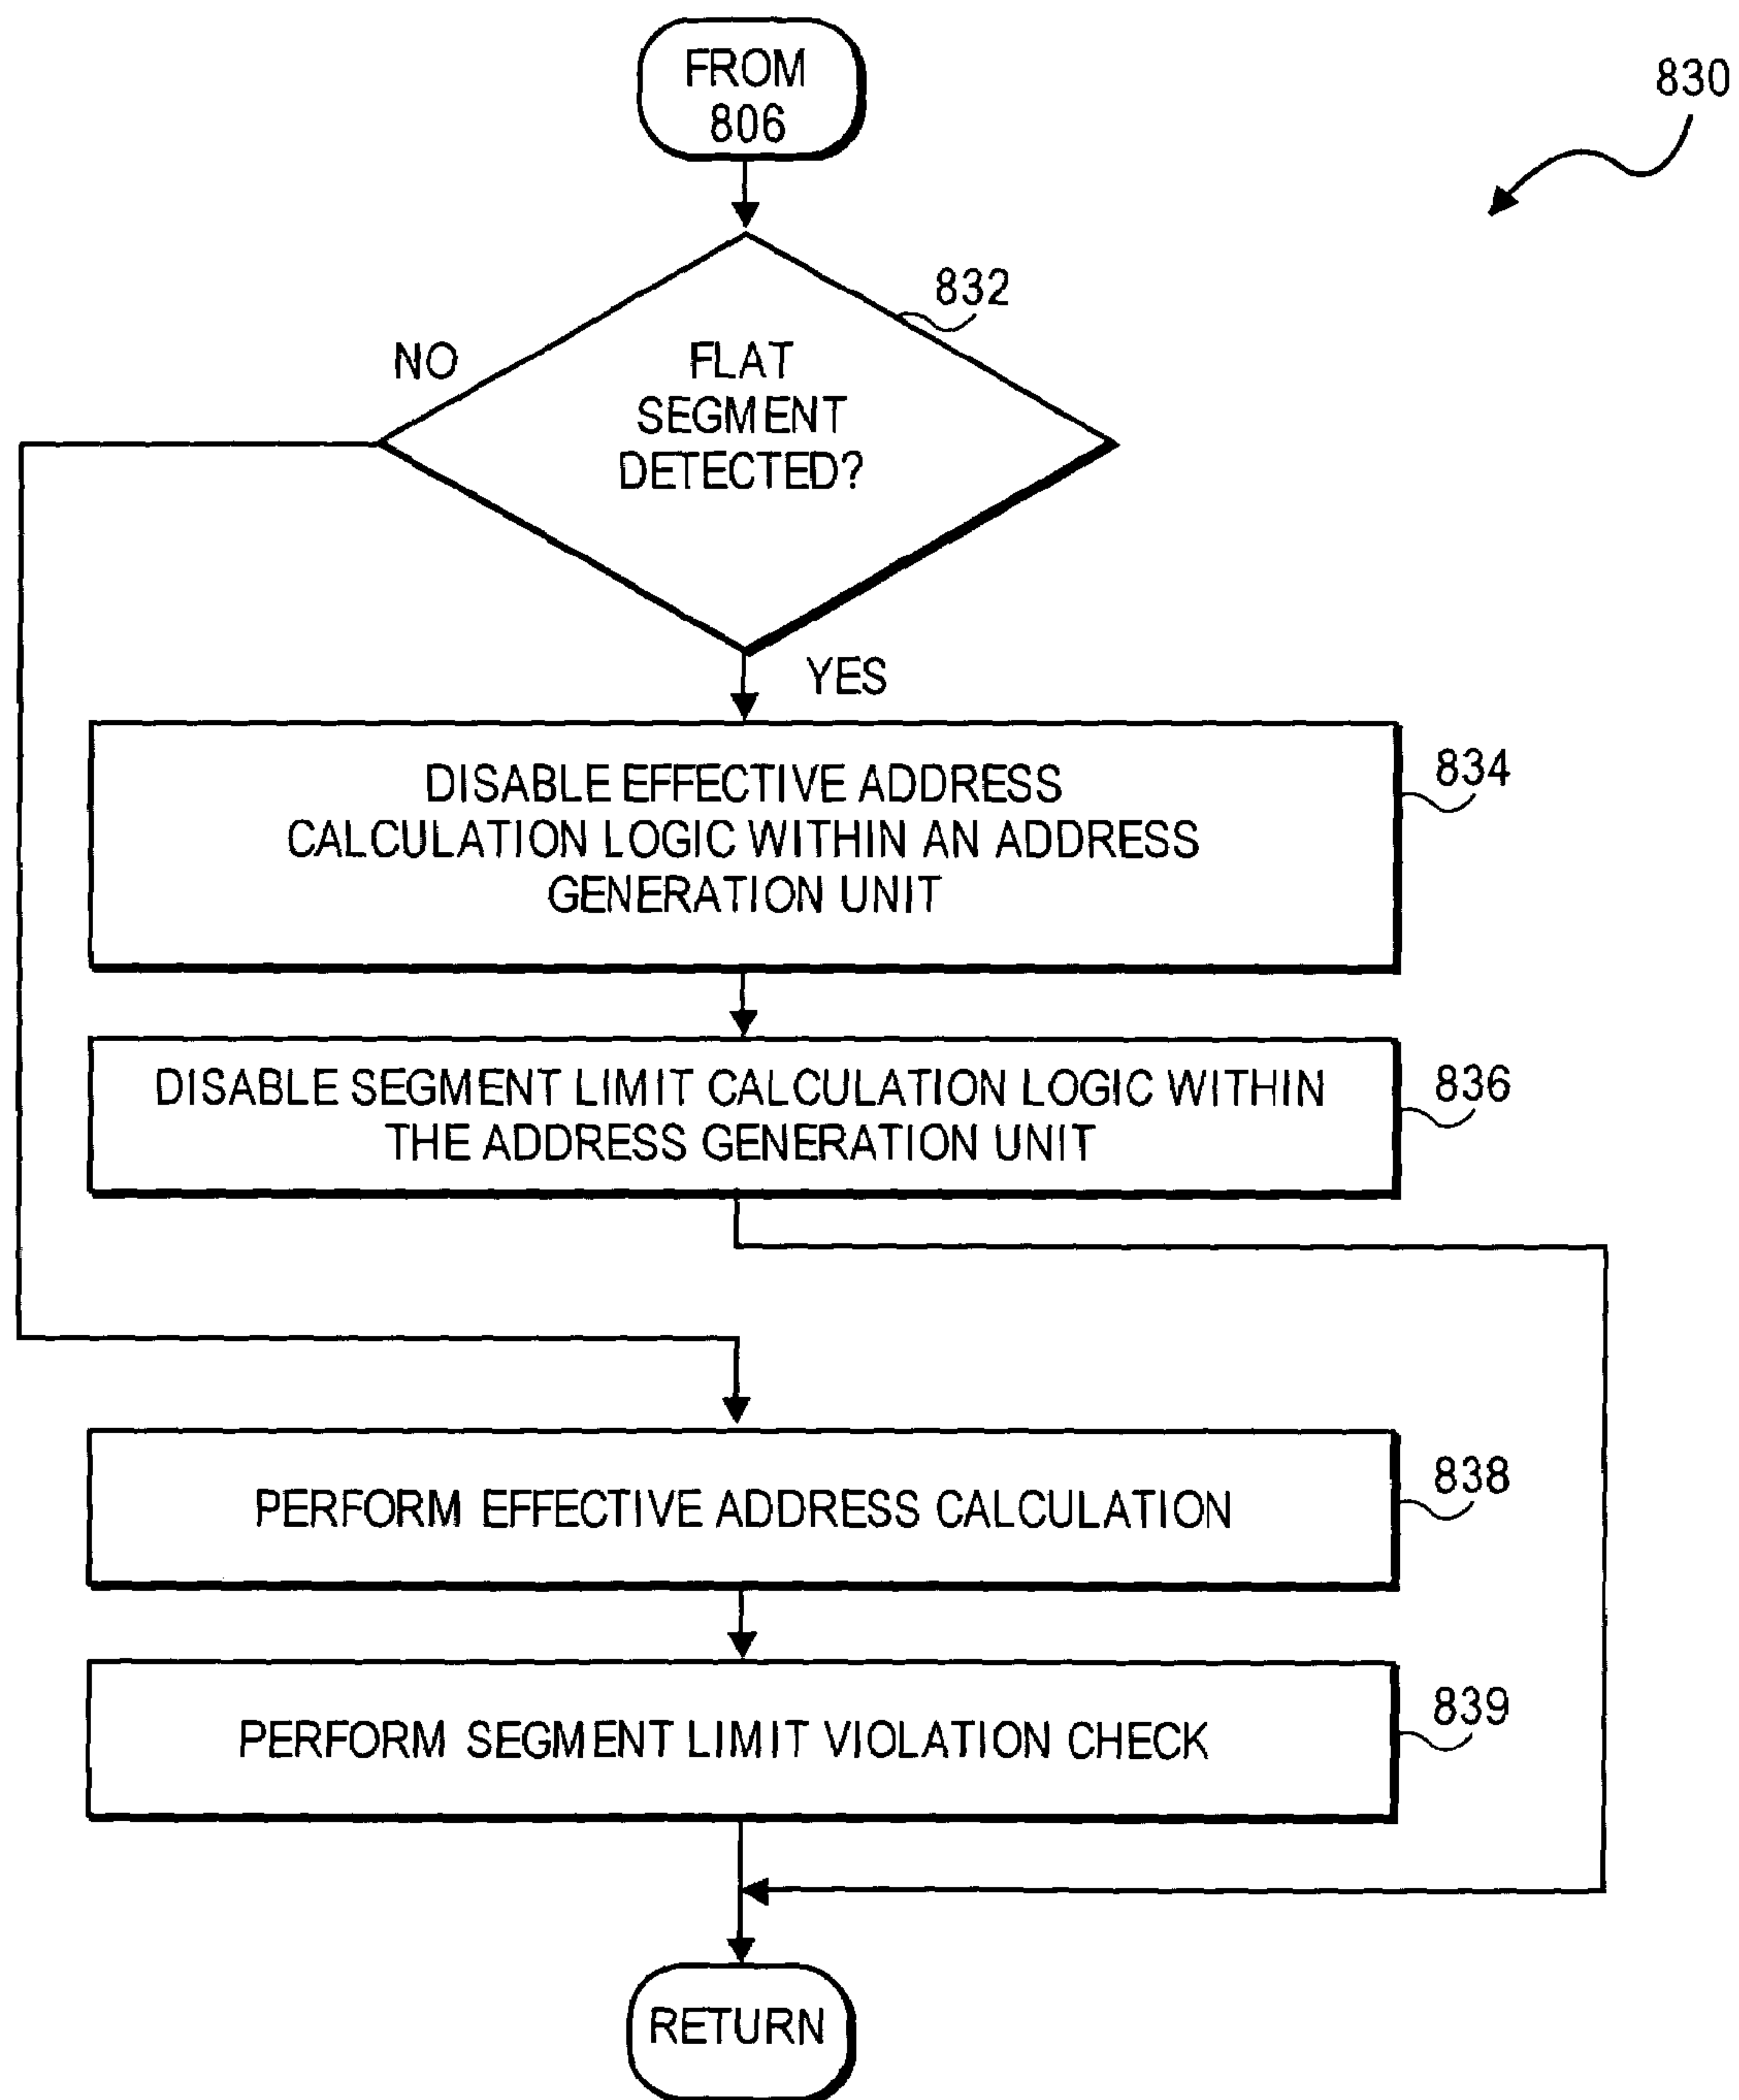 FROM
806
830
832
NO
FLAT
SEGMENT
DETECTED?
YES
DISABLE EFFECTIVE ADDRESS
CALCULATION LOGIC WITHIN AN ADDRESS
GENERATION UNIT
834
DISABLE SEGMENT LIMIT CALCULATION LOGIC WITHIN
THE ADDRESS GENERATION UNIT
836
PERFORM EFFECTIVE ADDRESS CALCULATION
838
PERFORM SEGMENT LIMIT VIOLATION CHECK
839
RETURN